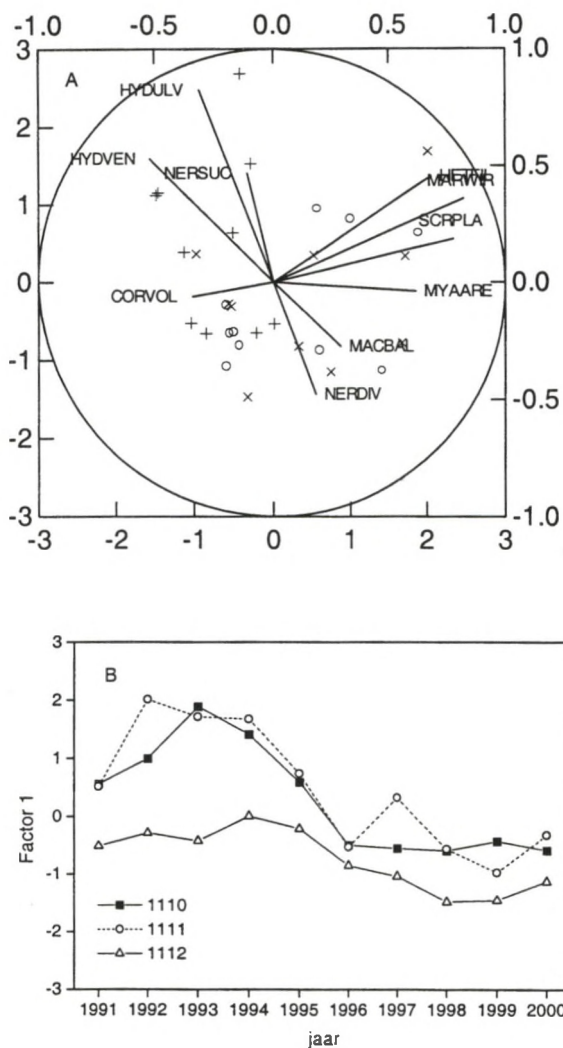 -1.0 -0.5 0.0 0.5 1.0
3 1.0
A
HYDULV
2
HYDVEN NERSUC 0.5
MARVIR
1
SCRPLA
0 0.0
CORVOL MYAARE
-1 MACBAL
NERDIV -0.5
-2
-3 -1.0
-3 -2 -1 0 1 2 3
3
B
2
1
0
Factor 1
-1
1110
1111
-2
1112
-3
1991 1992 1993 1994 1995 1996 1997 1998 1999 2000
jaar